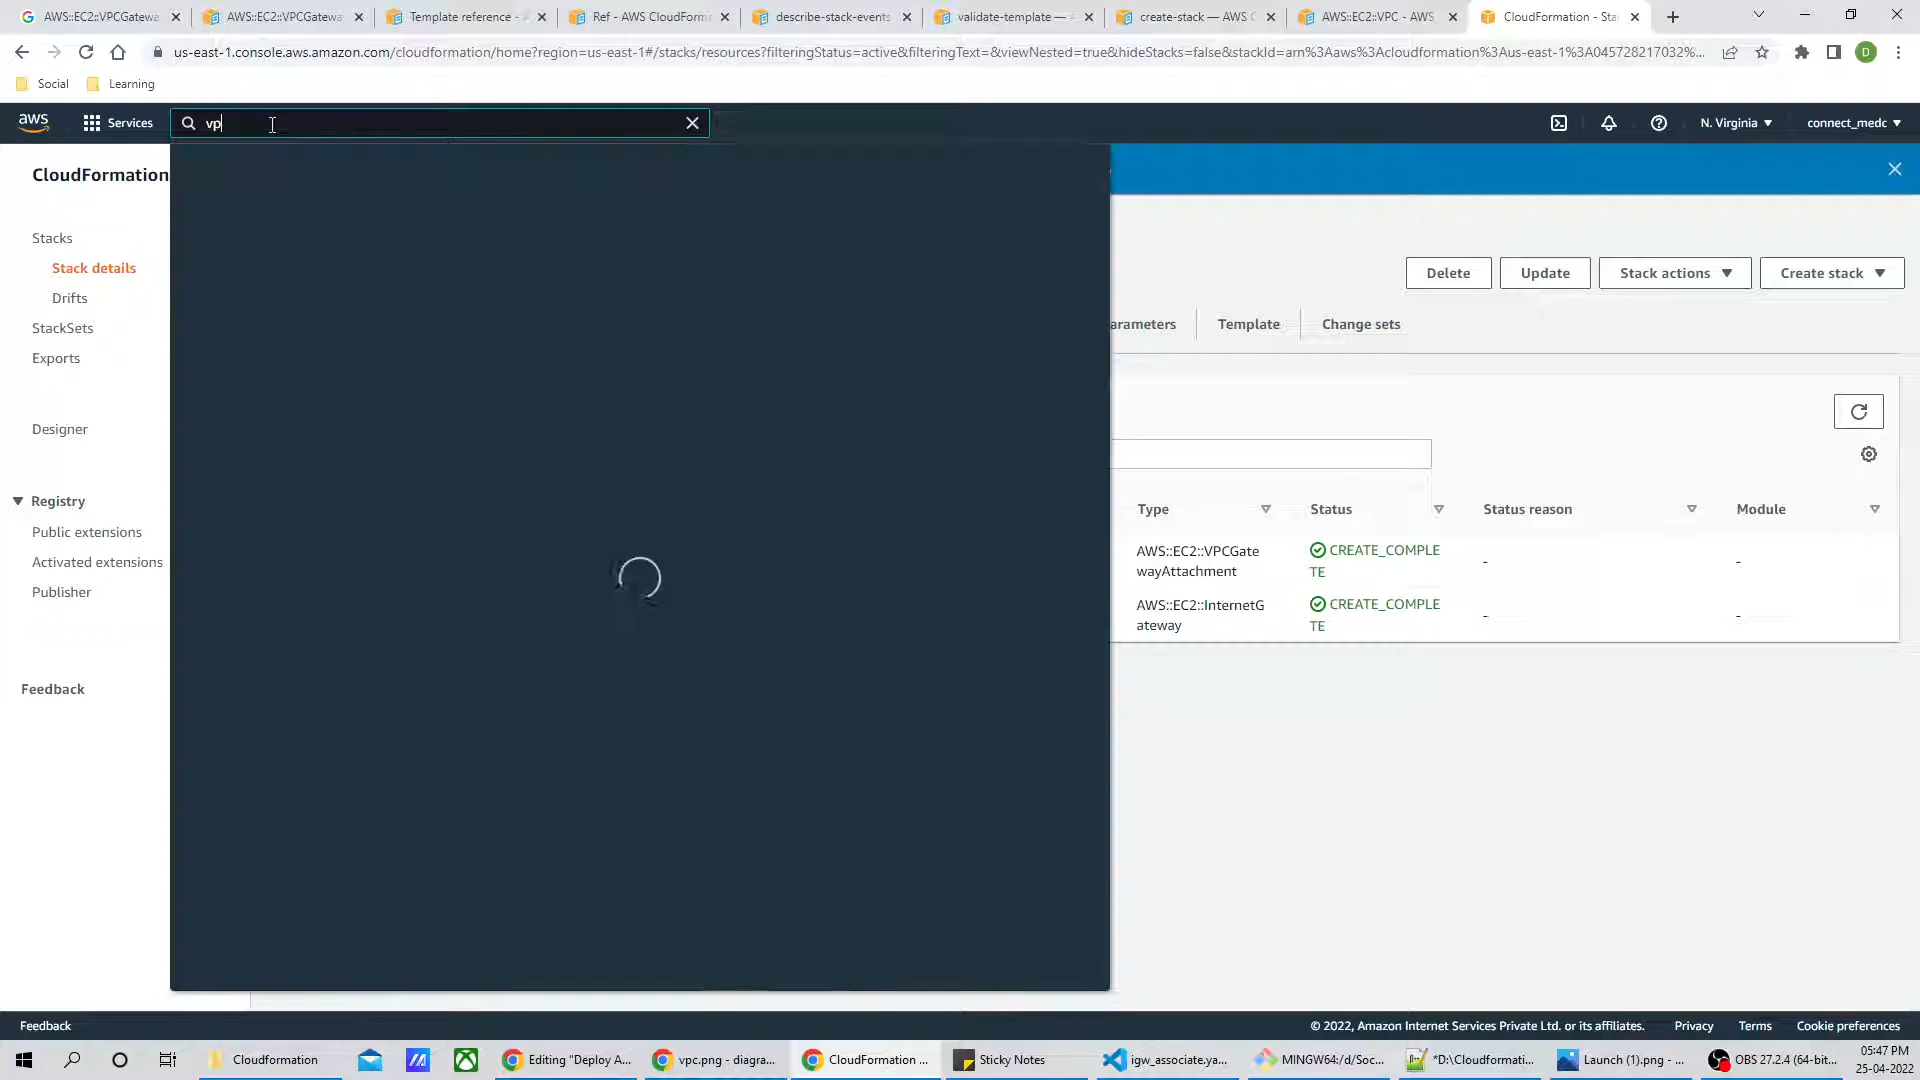 AWS::EC2::VPCGatewa
AWS::EC2::VPCGatewa
Template reference -
Ref - AWS CloudForm
describe-stack-events
validate-template —
create-stack — AWS C
AWS::EC2::VPC - AWS
CloudFormation - Sta
us-east-1.console.aws.amazon.com/cloudformation/home?region=us-east-1#/stacks/resources?filteringStatus=active&filteringText=&viewNested=true&hideStacks=false&stackId=arn%3Aaws%3Acloudformation%3Aus-east-1%3A045728217032%...
D
Social
Learning
aws
Services
vp
N. Virginia
connect_medc
CloudFormation
Stacks
Stack details
Drifts
StackSets
Exports
Designer
Registry
Public extensions
Activated extensions
Publisher
Feedback
Delete
Update
Stack actions
Create stack
arameters
Template
Change sets
Type
Status
Status reason
Module
AWS::EC2::VPCGate
wayAttachment
CREATE_COMPLE
TE
-
-
AWS::EC2::InternetG
ateway
CREATE_COMPLE
TE
-
-
Feedback
© 2022, Amazon Internet Services Private Ltd. or its affiliates.
Privacy
Terms
Cookie preferences
Cloudformation
Editing "Deploy A...
vpc.png - diagra...
CloudFormation ...
Sticky Notes
igw_associate.ya...
MINGW64:/d/Soc...
*D:\Cloudformati...
Launch (1).png - ...
OBS 27.2.4 (64-bit...
05:47 PM
25-04-2022